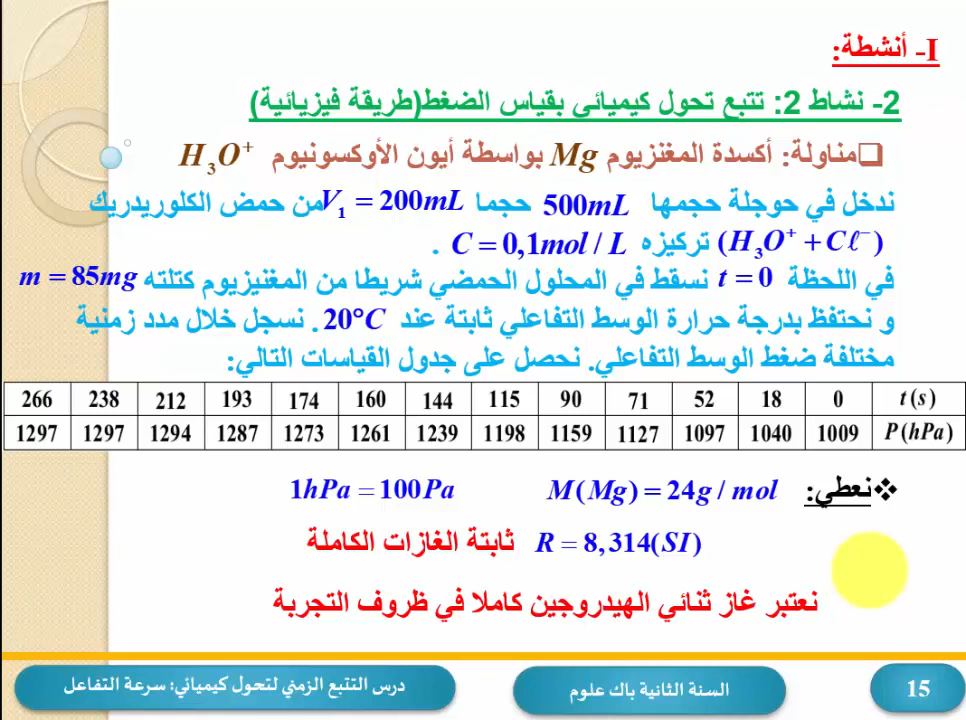 I- أنشطة:
2- نشاط 2: تتبع تحول كيميائي بقياس الضغط(طريقة فيزيائية)
❑مناولة: أكسدة المغنزيوم Mg بواسطة أيون الأوكسونيوم H₃O⁺
ندخل في حوجلة حجمها 500mL حجما V₁ = 200mL من حمض الكلوريدريك
(H₃O⁺ + Cℓ⁻) تركيزه C = 0,1mol / L .
في اللحظة t = 0 نسقط في المحلول الحمضي شريطا من المغنيزيوم كتلته m = 85mg
و نحتفظ بدرجة حرارة الوسط التفاعلي ثابتة عند 20°C . نسجل خلال مدد زمنية
مختلفة ضغط الوسط التفاعلي. نحصل على جدول القياسات التالي:
266 238 212 193 174 160 144 115 90 71 52 18 0 t(s)
1297 1297 1294 1287 1273 1261 1239 1198 1159 1127 1097 1040 1009 P(hPa)
❖نعطي: M(Mg) = 24g / mol 1hPa = 100Pa
R = 8,314(SI) ثابتة الغازات الكاملة
نعتبر غاز ثنائي الهيدروجين كاملا في ظروف التجربة
15 السنة الثانية باك علوم درس التتبع الزمني لتحول كيميائي: سرعة التفاعل